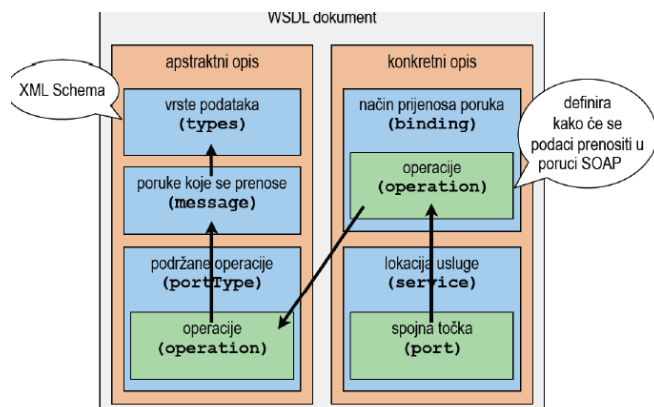 WSDL dokument
apstraktni opis
XML Schema
vrste podataka
(types)
poruke koje se prenose
(message)
podržane operacije
(portType)
operacije
(operation)
konkretni opis
način prijenosa poruka
(binding)
definira
kako će se
podaci prenositi u
poruci SOAP
operacije
(operation)
lokacija usluge
(service)
spojna točka
(port)